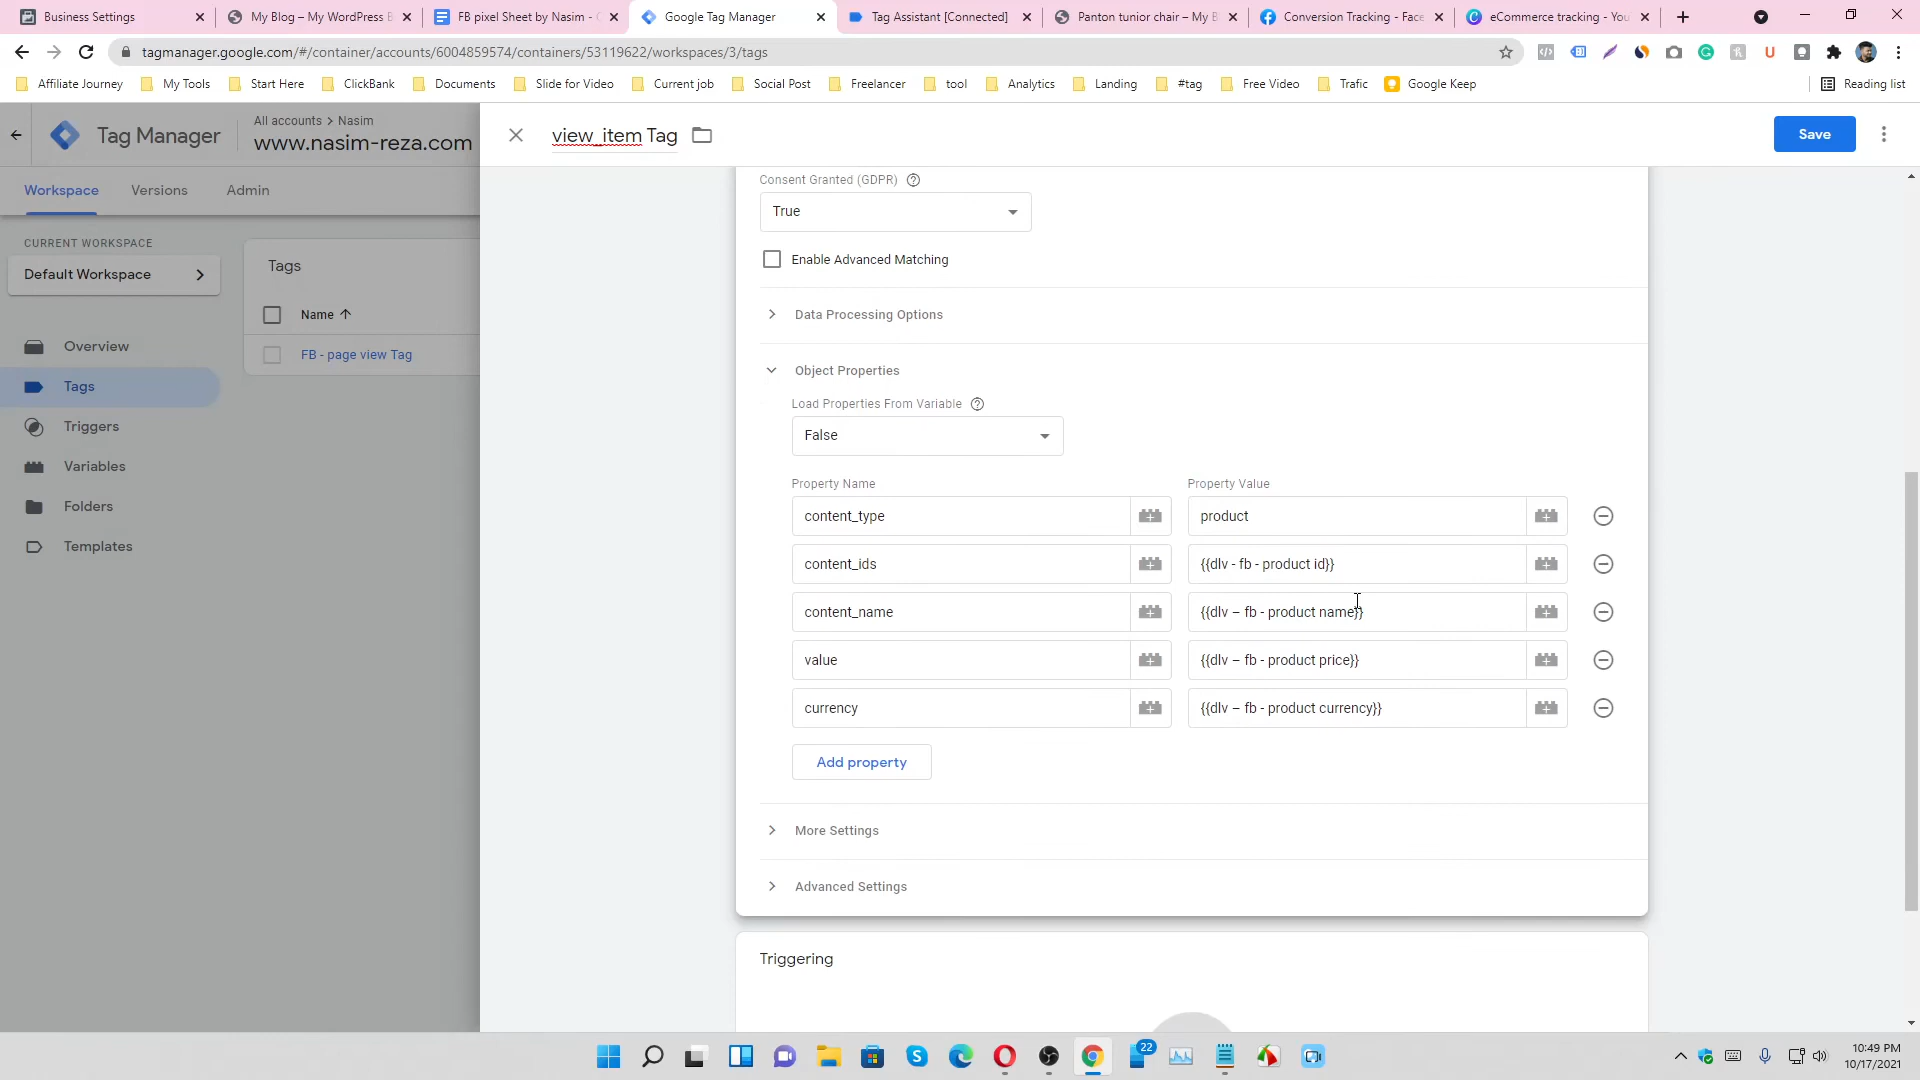 Business Settings
My Blog – My WordPress B
FB pixel Sheet by Nasim - G
Google Tag Manager
Tag Assistant [Connected]
Panton tunior chair – My B
Conversion Tracking - Face
eCommerce tracking - You
tagmanager.google.com/#/container/accounts/6004859574/containers/53119622/workspaces/3/tags
Affiliate Journey
My Tools
Start Here
ClickBank
Documents
Slide for Video
Current job
Social Post
Freelancer
tool
Analytics
Landing
#tag
Free Video
Trafic
Google Keep
Reading list
Tag Manager
All accounts > Nasim
www.nasim-reza.com
view_item Tag
Save
Workspace
Versions
Admin
CURRENT WORKSPACE
Default Workspace
Overview
Tags
Triggers
Variables
Folders
Templates
Tags
Name
FB - page view Tag
Consent Granted (GDPR)
True
Enable Advanced Matching
Data Processing Options
Object Properties
Load Properties From Variable
False
Property Name
Property Value
content_type
product
content_ids
{{dlv - fb - product id}}
content_name
{{dlv – fb - product name}}
value
{{dlv – fb - product price}}
currency
{{dlv – fb - product currency}}
Add property
More Settings
Advanced Settings
Triggering
22
10:49 PM
10/17/2021